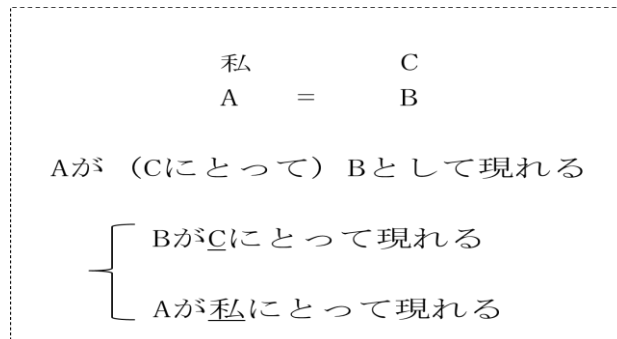 私 C
A = B
Aが（Cにとって）Bとして現れる
BがCにとって現れる
Aが私にとって現れる